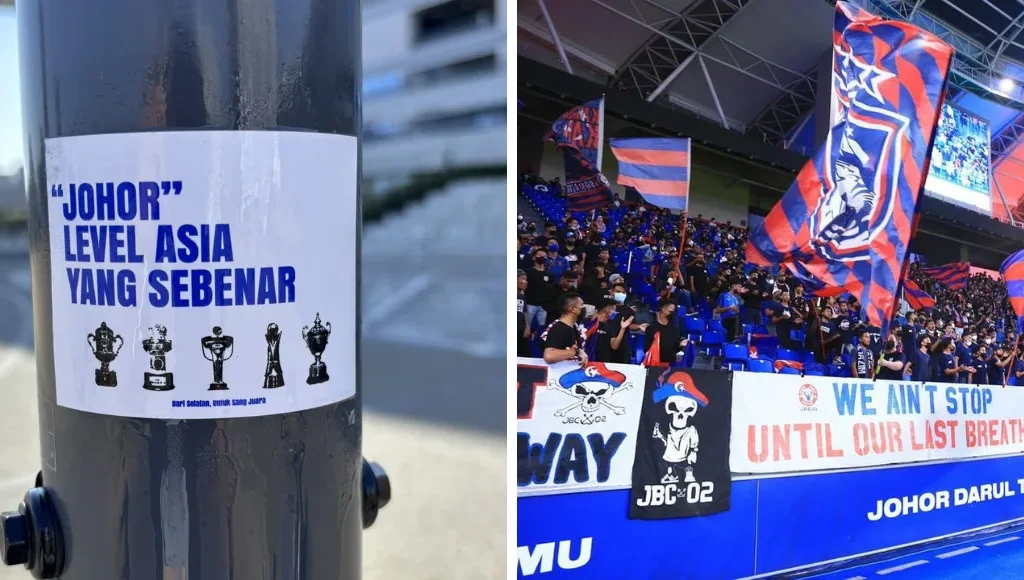 “JOHOR”
LEVEL ASIA
YANG SEBENAR
Dari Selatan, Untuk Sang Juara
JBC 02
WAY
JBC 02
WE AIN'T STOP
UNTIL OUR LAST BREATH
JOHOR DARUL T
MU